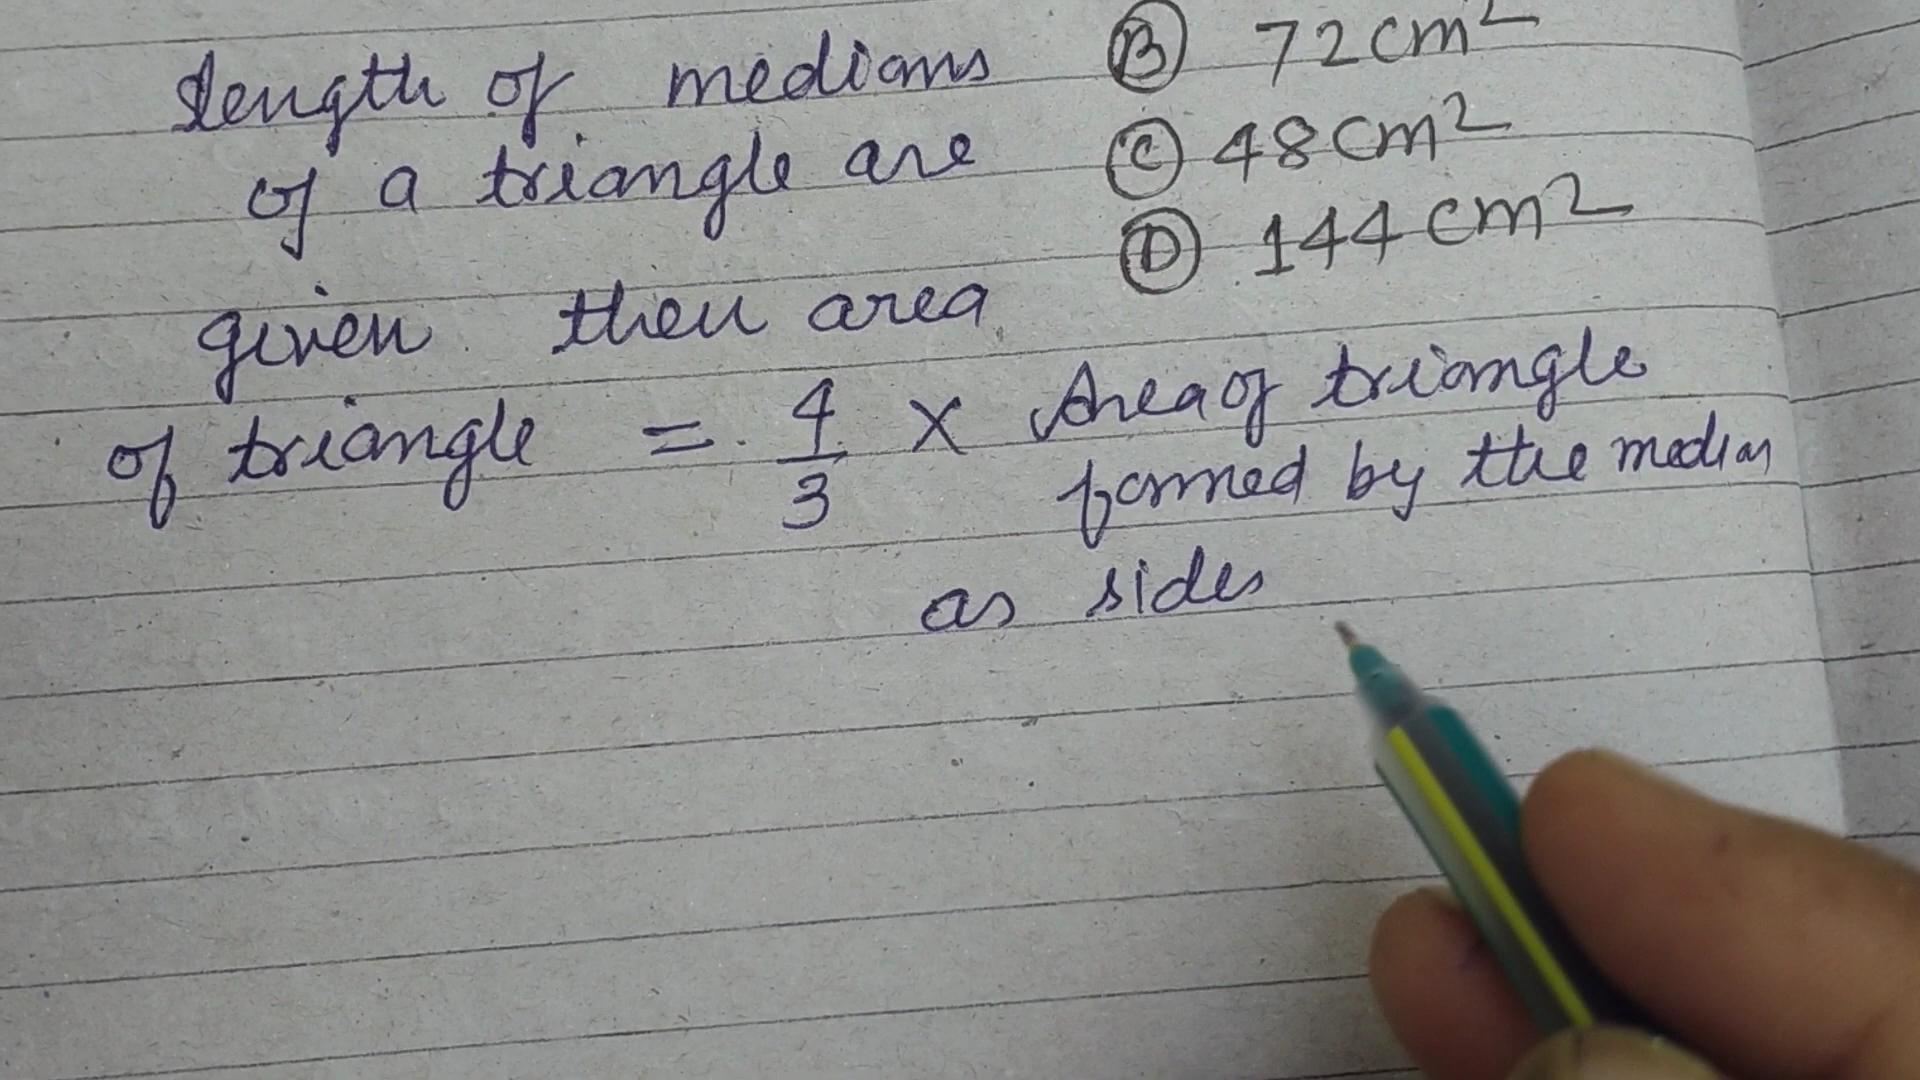 length of medians
of a triangle are
given then area
of triangle = 4/3 × Area of triangle
formed by the median
as sides
B 72 cm²
C 48 cm²
D 144 cm²